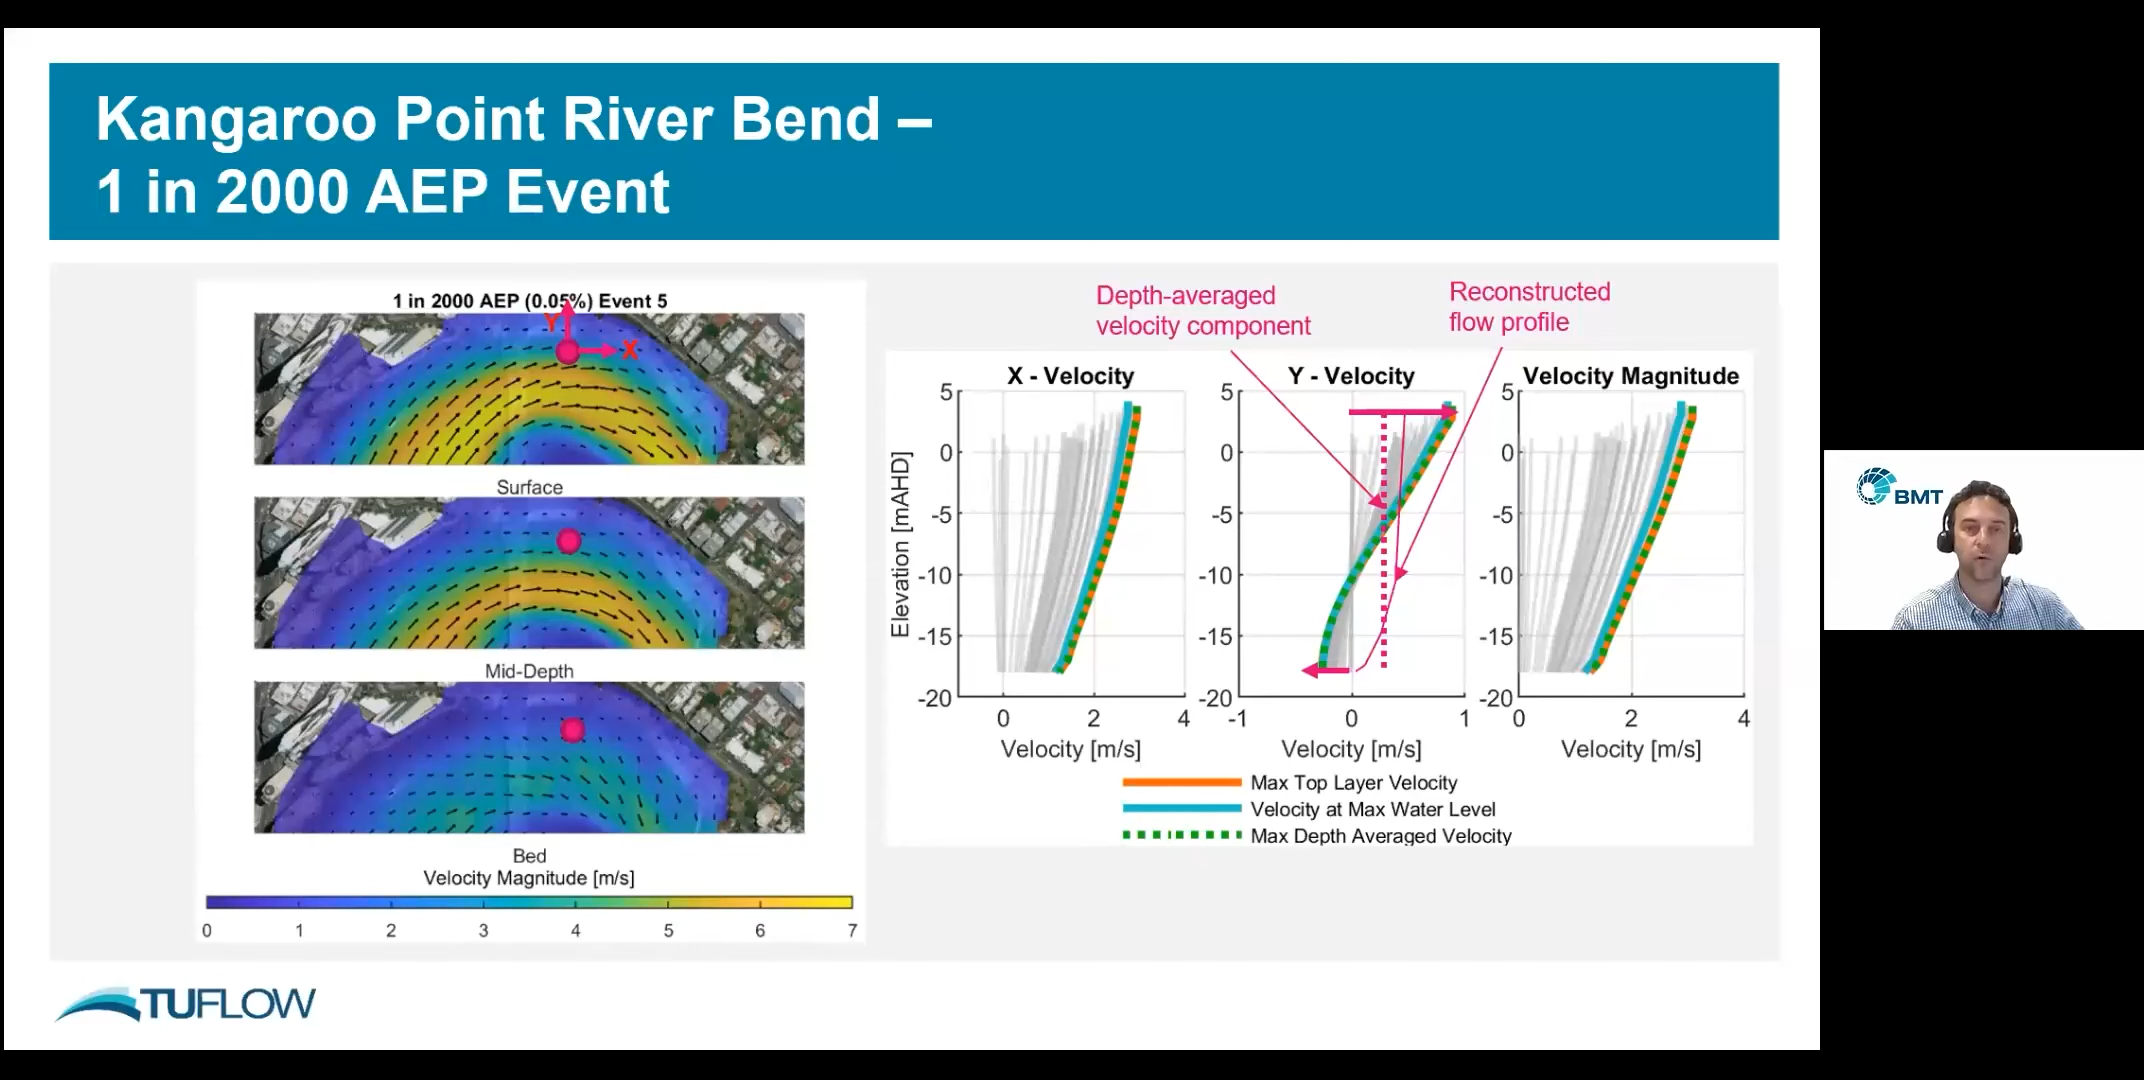 Kangaroo Point River Bend –
1 in 2000 AEP Event
1 in 2000 AEP (0.05%) Event 5
Y
X
Surface
Mid-Depth
Bed
Velocity Magnitude [m/s]
0 1 2 3 4 5 6 7
Depth-averaged
velocity component
Reconstructed
flow profile
X - Velocity
Y - Velocity
Velocity Magnitude
Elevation [mAHD]
5
0
-5
-10
-15
-20
0 2 4
Velocity [m/s]
5
0
-5
-10
-15
-20
-1 0 1
Velocity [m/s]
5
0
-5
-10
-15
-20
0 2 4
Velocity [m/s]
Max Top Layer Velocity
Velocity at Max Water Level
Max Depth Averaged Velocity
TUFLOW
BMT